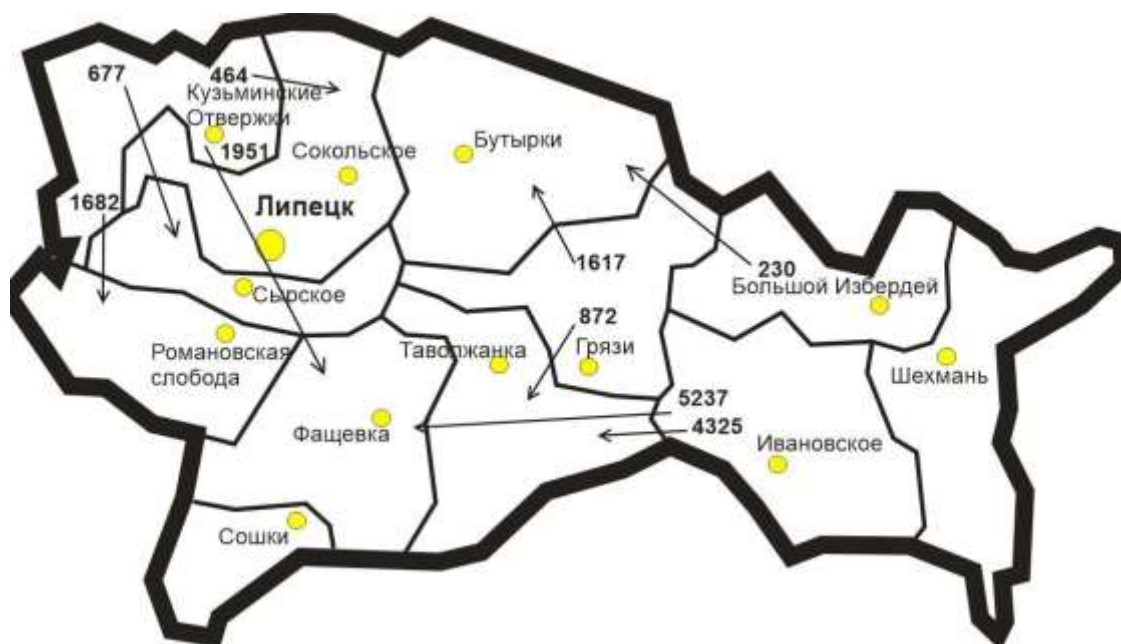 677
464
Кузьминские
Отвержки
1951
Сокольское
Бутырки
1682
Липецк
1617
230
Большой Избердей
Сырское
872
Романовская
слобода
Таволжанка
Грязи
Шехмань
5237
4325
Фащевка
Ивановское
Сошки